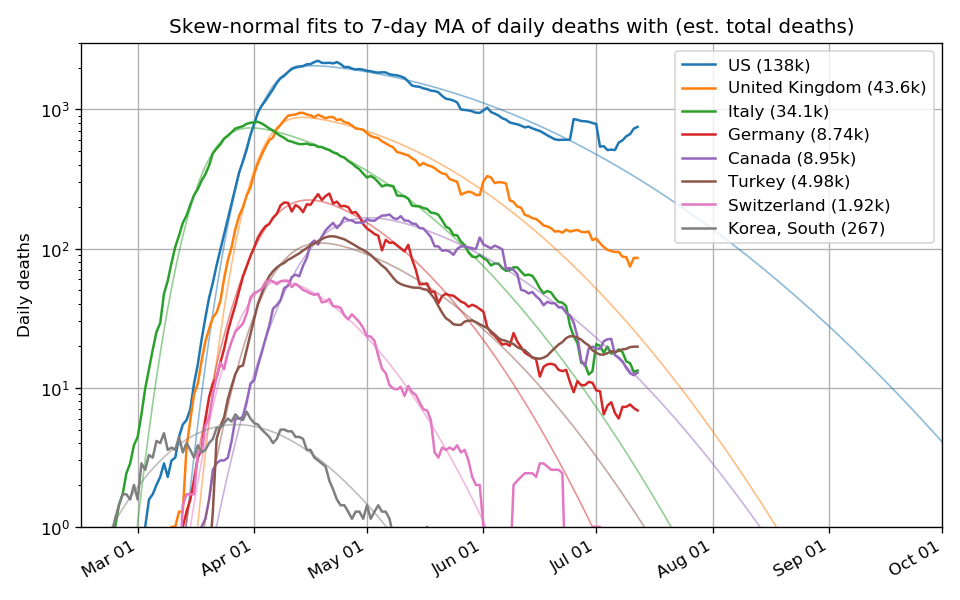 Skew-normal fits to 7-day MA of daily deaths with (est. total deaths)
Daily deaths
10³
10²
10¹
10⁰
US (138k)
United Kingdom (43.6k)
Italy (34.1k)
Germany (8.74k)
Canada (8.95k)
Turkey (4.98k)
Switzerland (1.92k)
Korea, South (267)
Mar 01
Apr 01
May 01
Jun 01
Jul 01
Aug 01
Sep 01
Oct 01